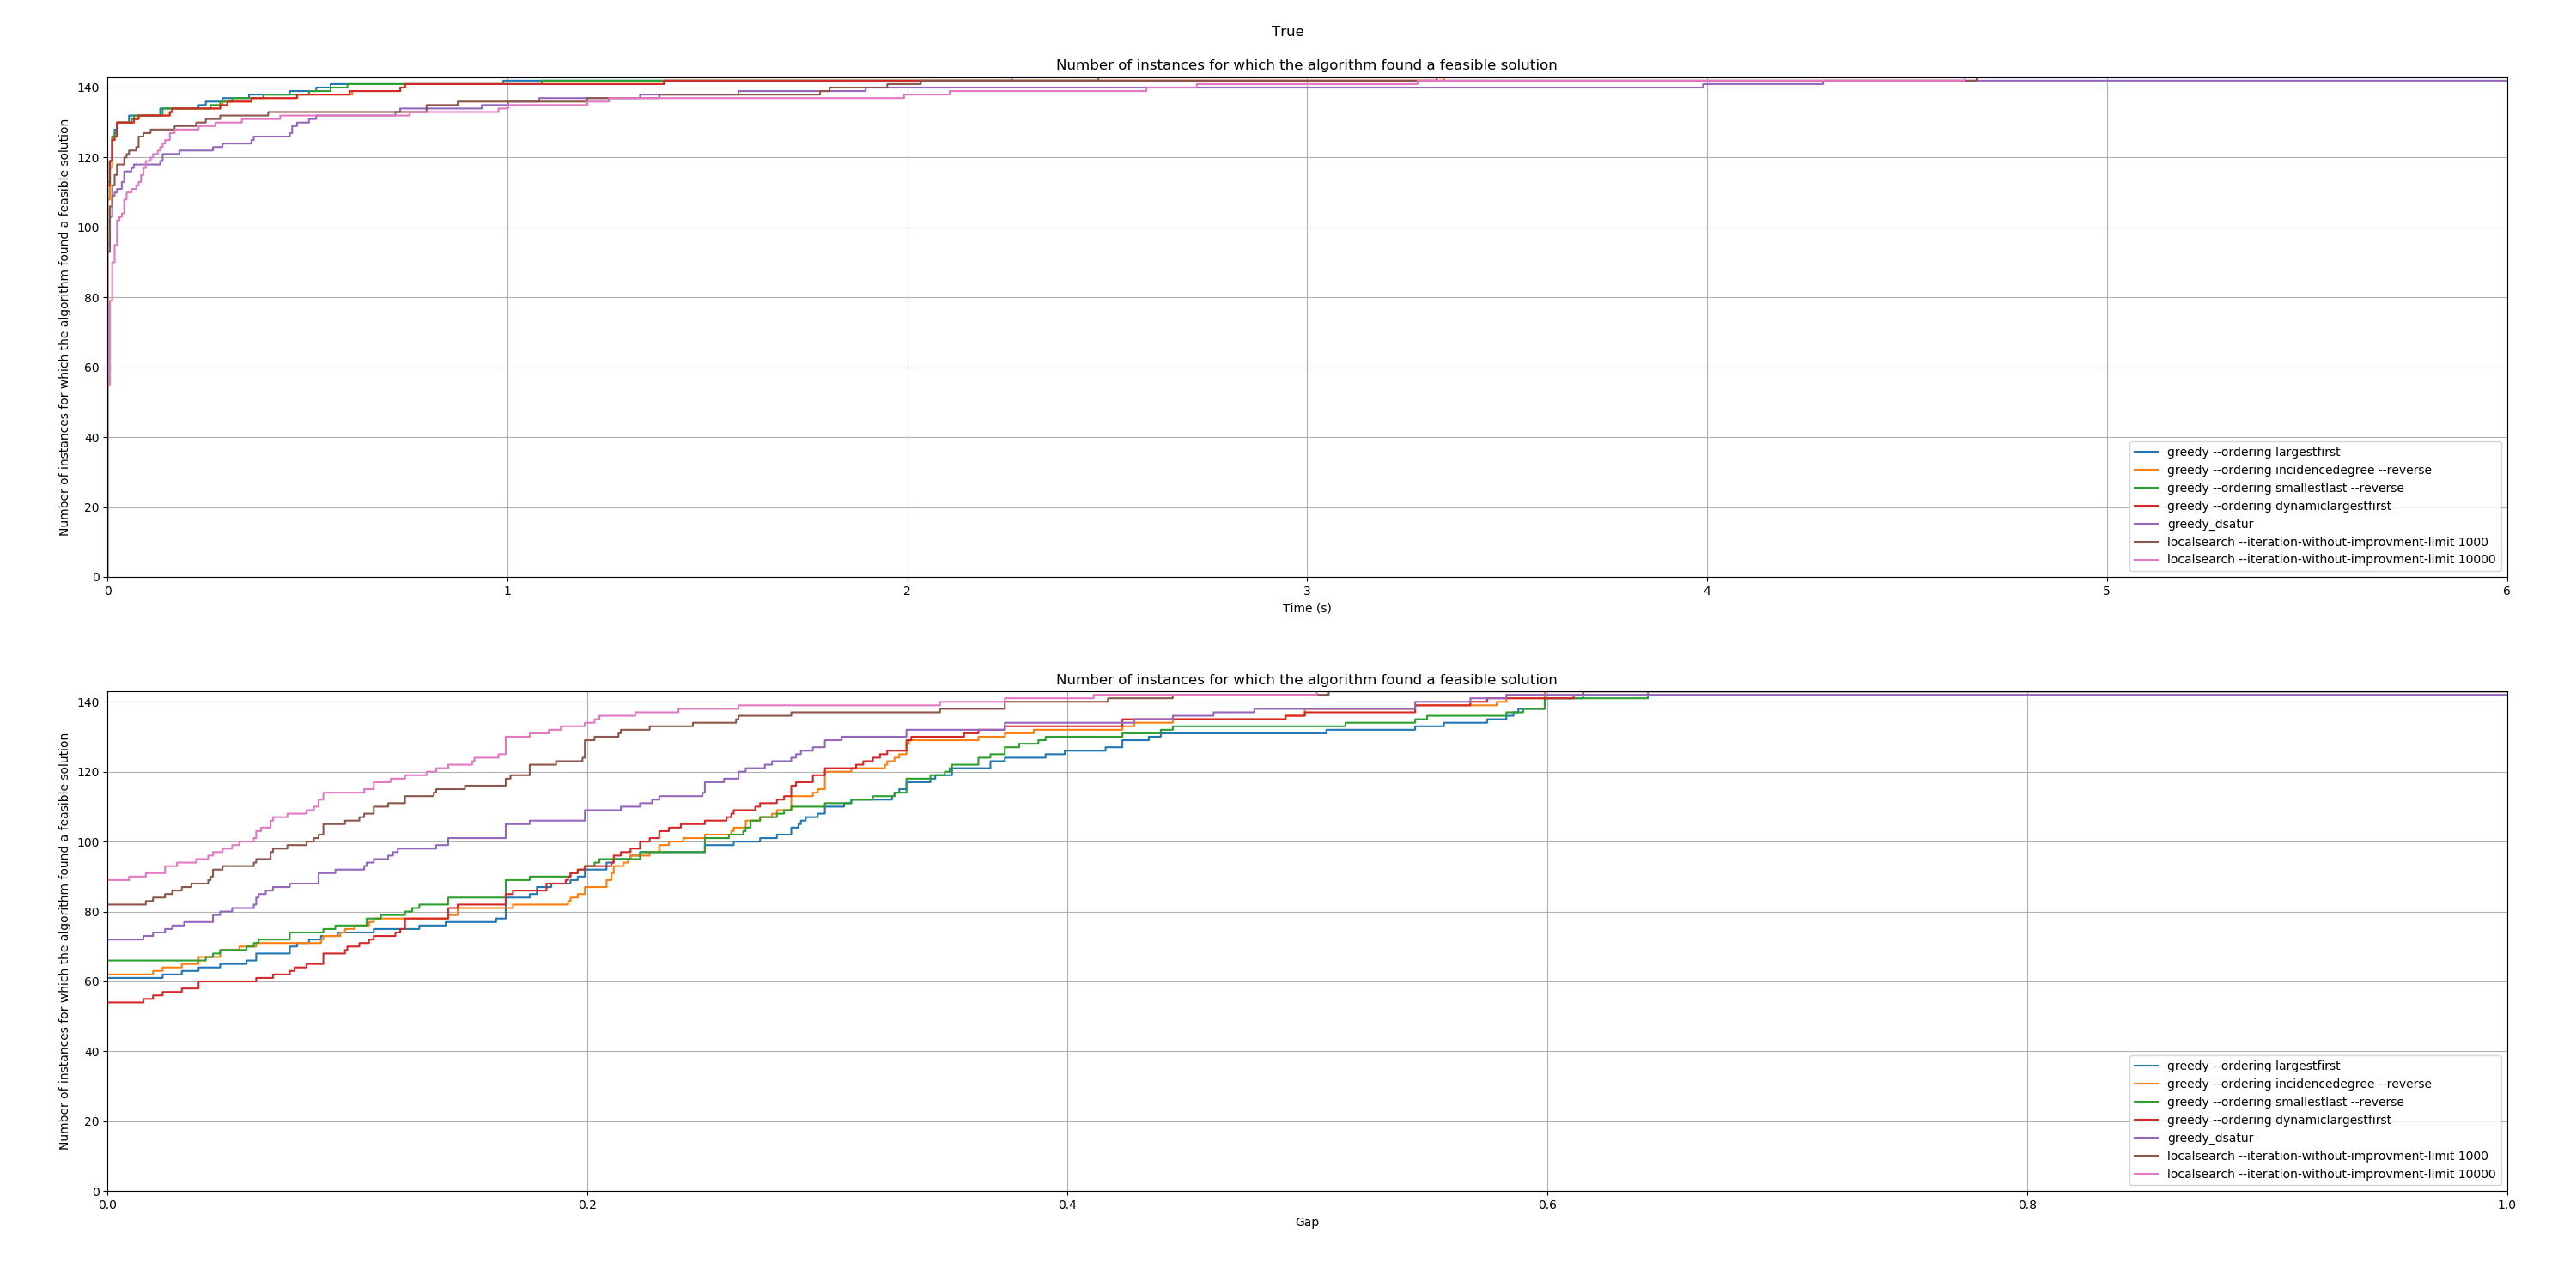 True
Number of instances for which the algorithm found a feasible solution
Number of instances for which the algorithm found a feasible solution
140
120
100
80
60
40
20
0
0
1
2
3
4
5
6
Time (s)
greedy --ordering largestfirst
greedy --ordering incidencedegree --reverse
greedy --ordering smallestlast --reverse
greedy --ordering dynamiclargestfirst
greedy_dsatur
localsearch --iteration-without-improvment-limit 1000
localsearch --iteration-without-improvment-limit 10000
Number of instances for which the algorithm found a feasible solution
Number of instances for which the algorithm found a feasible solution
140
120
100
80
60
40
20
0
0.0
0.2
0.4
0.6
0.8
1.0
Gap
greedy --ordering largestfirst
greedy --ordering incidencedegree --reverse
greedy --ordering smallestlast --reverse
greedy --ordering dynamiclargestfirst
greedy_dsatur
localsearch --iteration-without-improvment-limit 1000
localsearch --iteration-without-improvment-limit 10000